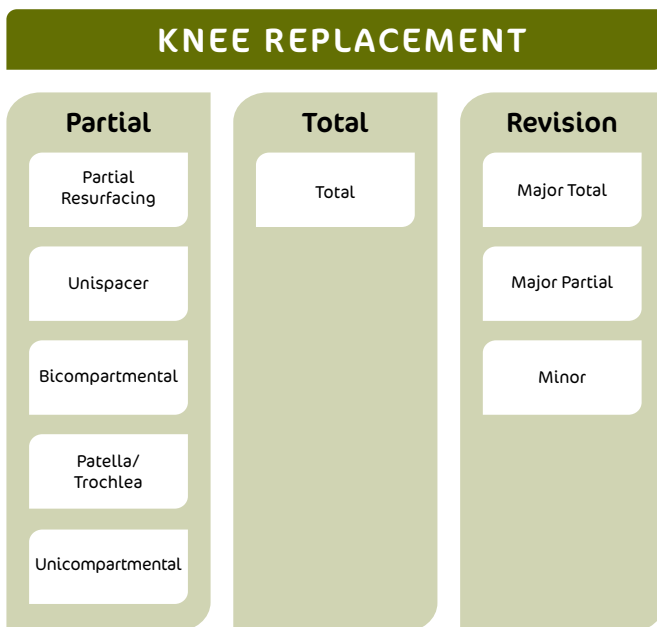 KNEE REPLACEMENT
Partial
Partial
Resurfacing
Unispacer
Bicompartmental
Patella/
Trochlea
Unicompartmental
Total
Total
Revision
Major Total
Major Partial
Minor